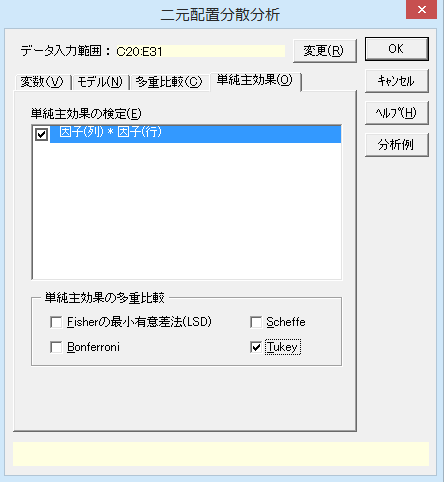 二元配置分散分析
データ入力範囲： C20:E31
変更(R)
OK
変数(V)
モデル(N)
多重比較(C)
単純主効果(O)
ｷｬﾝｾﾙ
ﾍﾙﾌﾟ(H)
分析例
単純主効果の検定(E)
因子(列) * 因子(行)
単純主効果の多重比較
Fisherの最小有意差法(LSD)
Scheffe
Bonferroni
Tukey